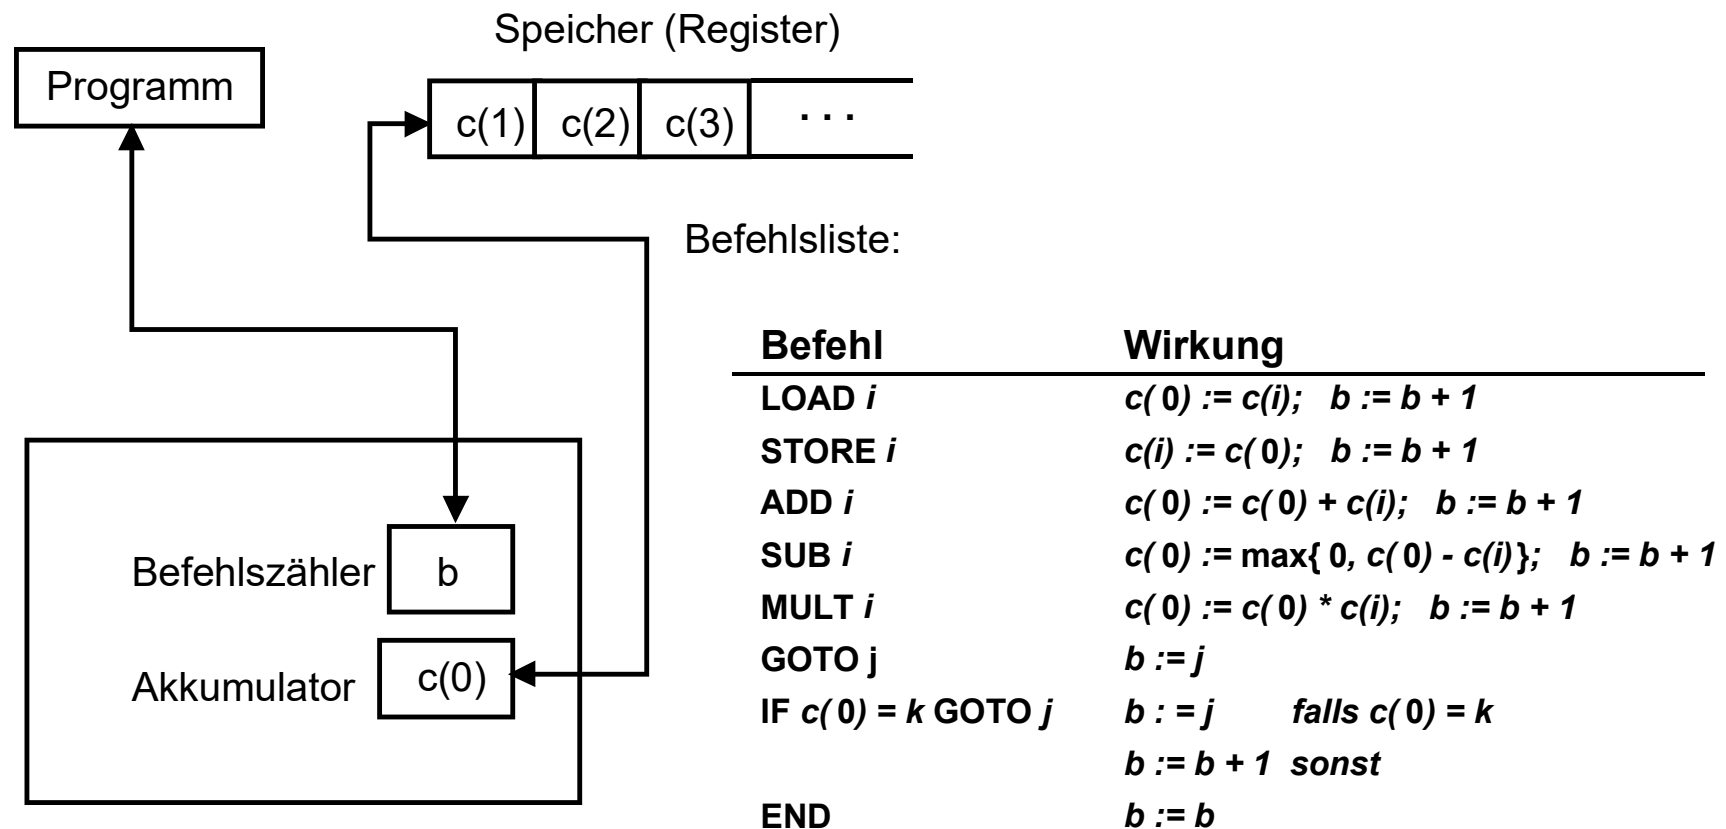 Speicher (Register)
Programm
c(1) c(2) c(3) . . .
Befehlsliste:
Befehl Wirkung
LOAD i c( 0) := c(i); b := b + 1
STORE i c(i) := c( 0); b := b + 1
ADD i c( 0) := c( 0) + c(i); b := b + 1
SUB i c( 0) := max{ 0, c( 0) - c(i) }; b := b + 1
MULT i c( 0) := c( 0) * c(i); b := b + 1
GOTO j b := j
IF c( 0) = k GOTO j b : = j falls c( 0) = k
b := b + 1 sonst
END b := b
Befehlszähler b
Akkumulator c(0)